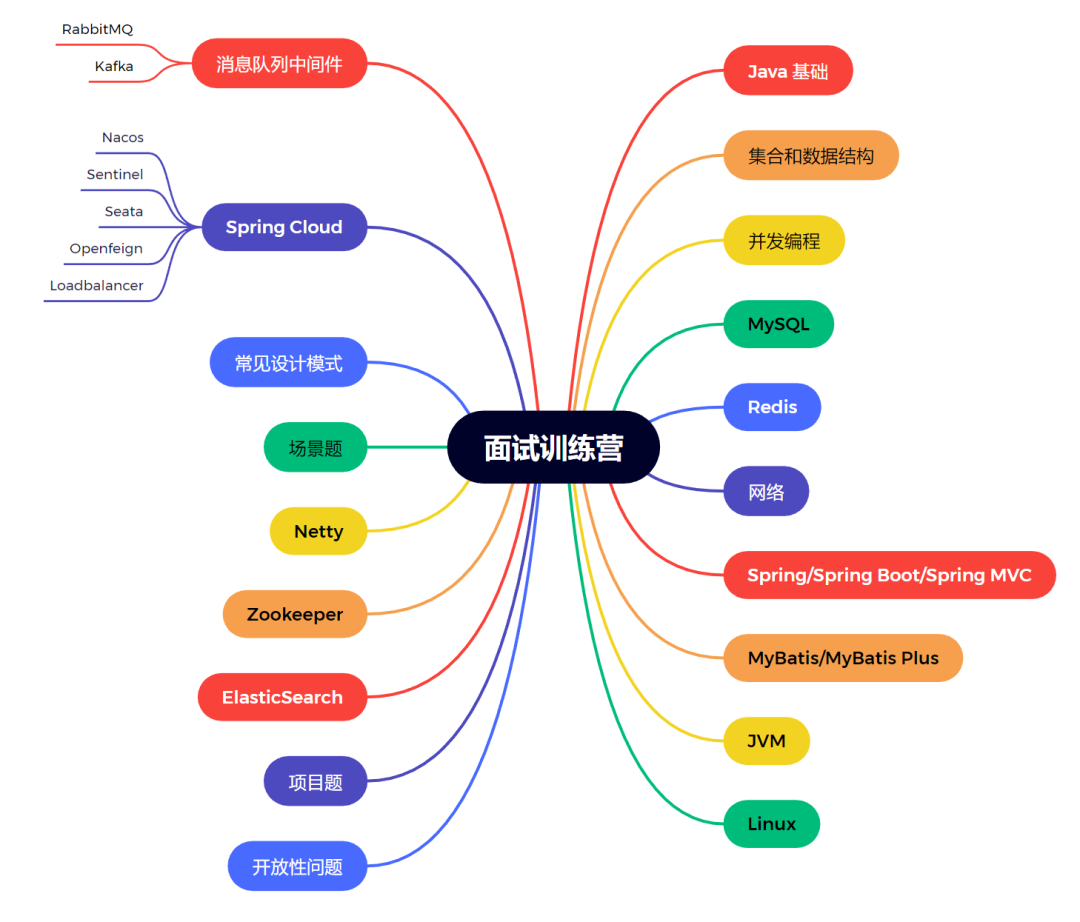 面试训练营
Java 基础
集合和数据结构
并发编程
MySQL
Redis
网络
Spring/Spring Boot/Spring MVC
MyBatis/MyBatis Plus
JVM
Linux
消息队列中间件
RabbitMQ
Kafka
Spring Cloud
Nacos
Sentinel
Seata
Openfeign
Loadbalancer
常见设计模式
场景题
Netty
Zookeeper
ElasticSearch
项目题
开放性问题